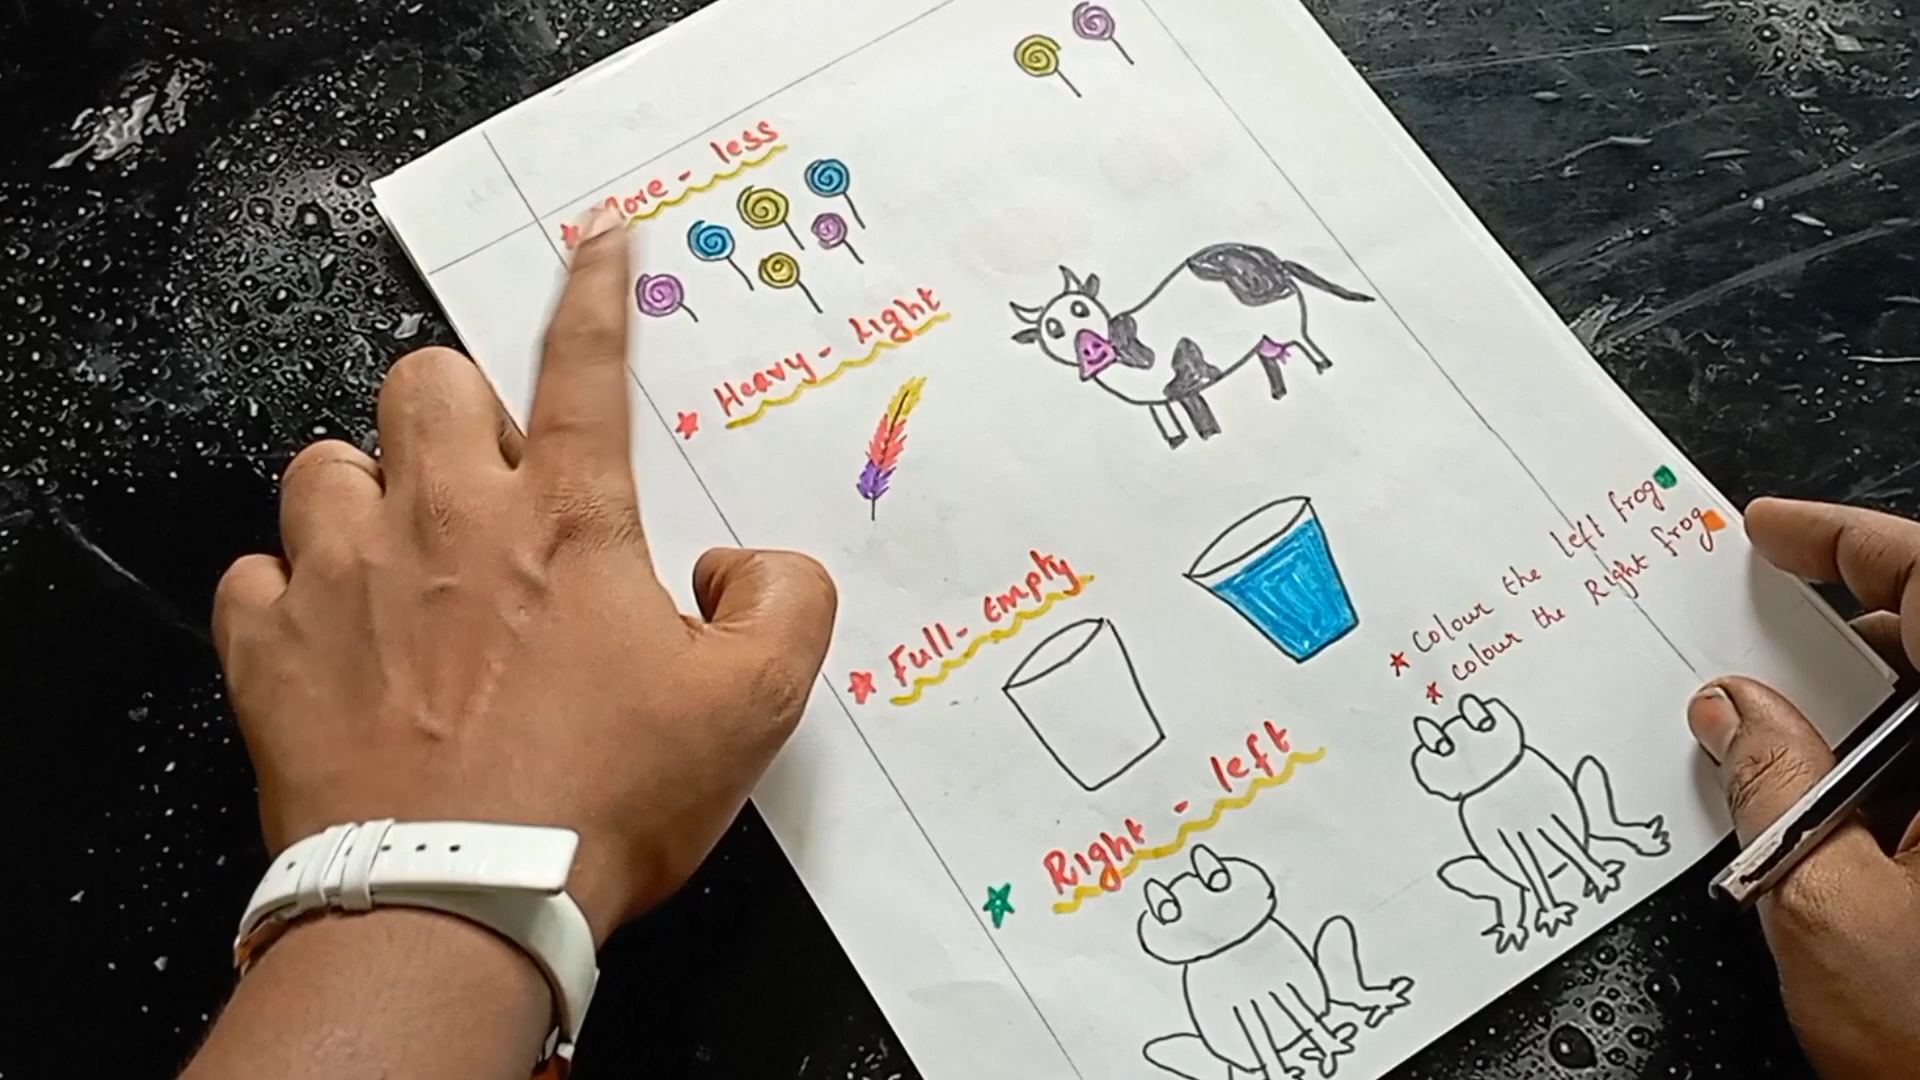 More - less
Heavy - Light
Full - empty
Right - left
Colour the left frog
colour the Right frog